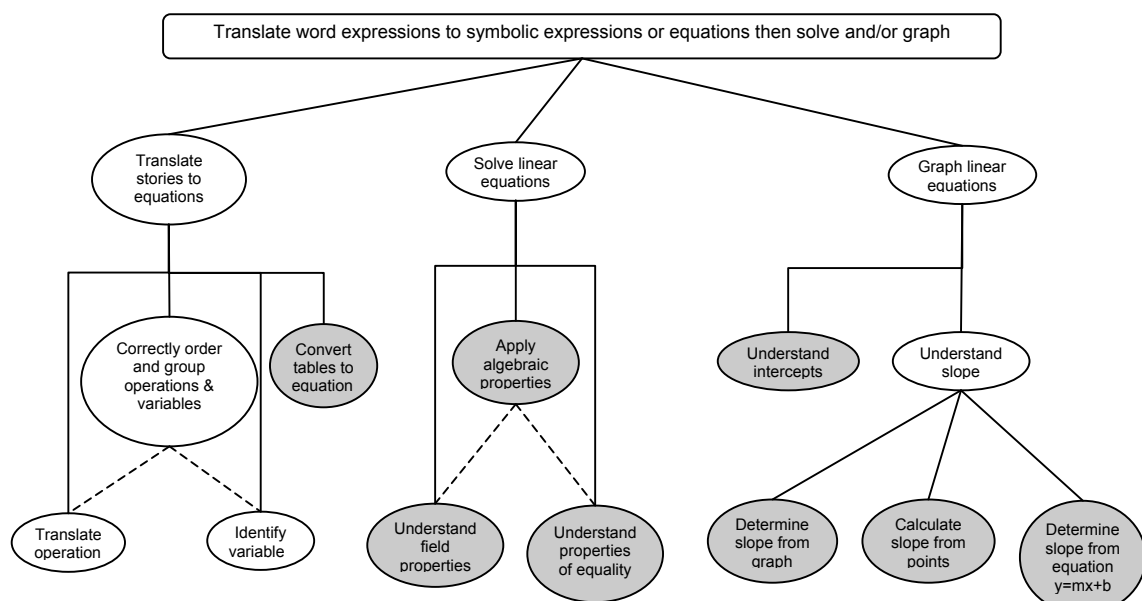 Translate word expressions to symbolic expressions or equations then solve and/or graph
Translate
stories to
equations
Solve linear
equations
Graph linear
equations
Correctly order
and group
operations &
variables
Convert
tables to
equation
Apply
algebraic
properties
Understand
intercepts
Understand
slope
Translate
operation
Identify
variable
Understand
field
properties
Understand
properties
of equality
Determine
slope from
graph
Calculate
slope from
points
Determine
slope from
equation
y=mx+b